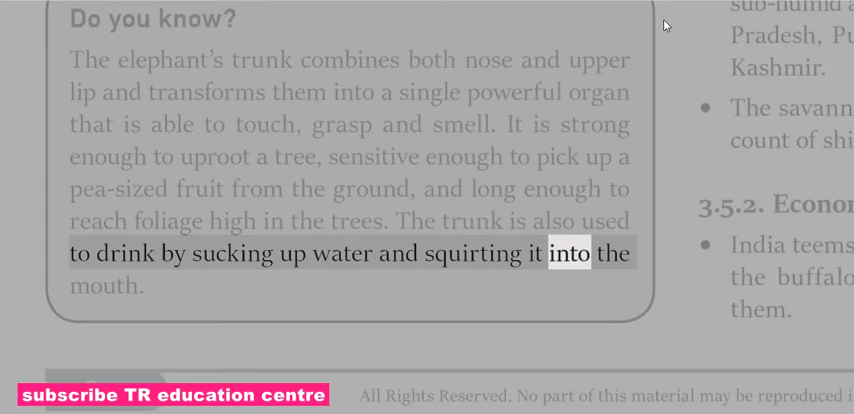 Do you know?
The elephant's trunk combines both nose and upper
lip and transforms them into a single powerful organ
that is able to touch, grasp and smell. It is strong
enough to uproot a tree, sensitive enough to pick up a
pea-sized fruit from the ground, and long enough to
reach foliage high in the trees. The trunk is also used
to drink by sucking up water and squirting it into the
mouth.
sub-humid
Pradesh,
Kashmir.
• The
count of
3.5.2.
• India teems
the
them.
subscribe TR education centre
All Rights Reserved. No part of this material may be reproduced